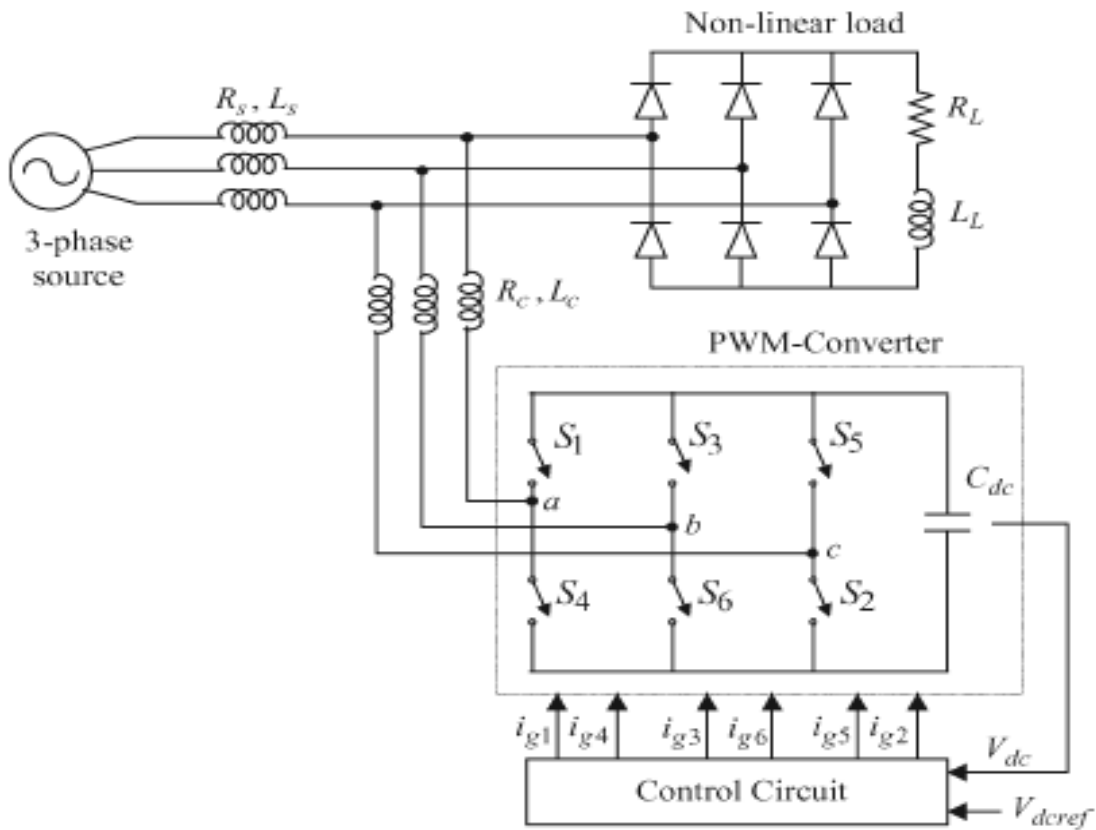 Non-linear load
R_s, L_s
R_L
L_L
3-phase
source
R_c, L_c
PWM-Converter
S_1
S_3
S_5
C_dc
a
b
c
S_4
S_6
S_2
i_g1
i_g4
i_g3
i_g6
i_g5
i_g2
V_dc
Control Circuit
V_dcref